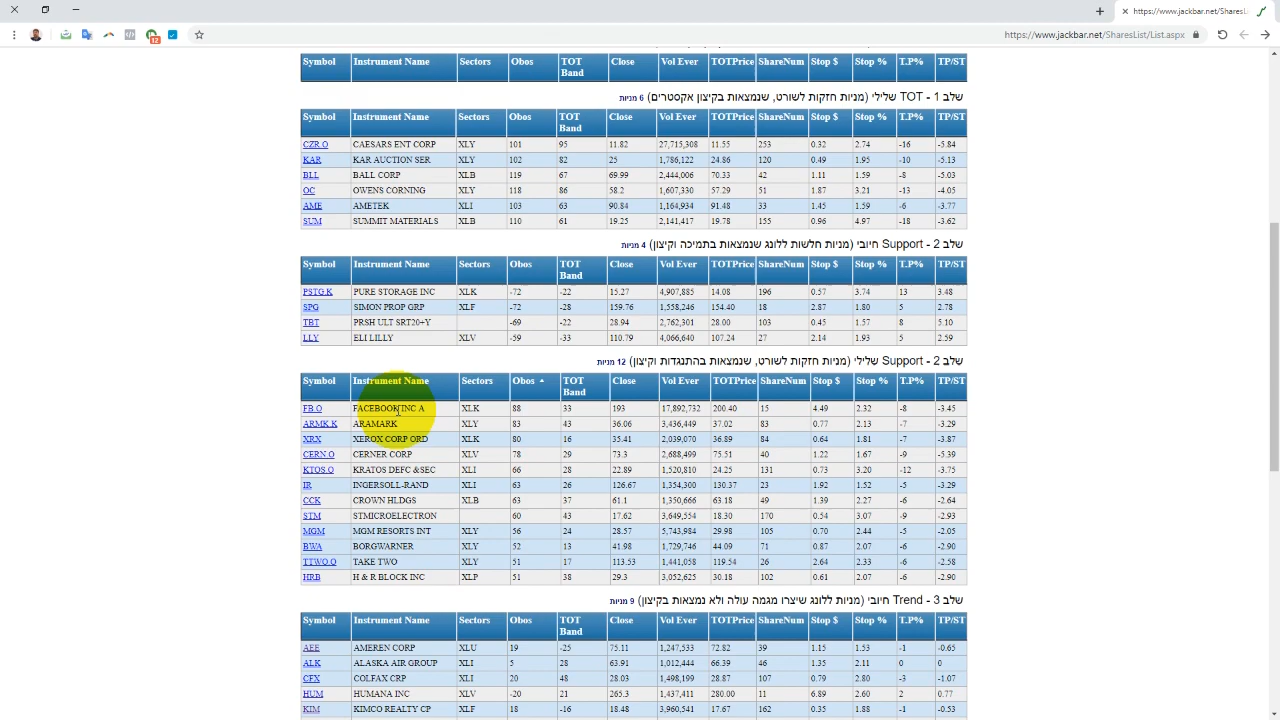 https://www.jackbar.net/SharesLi
https://www.jackbar.net/SharesList/List.aspx
12
Symbol Instrument Name Sectors Obos TOT Band Close Vol Ever TOTPrice ShareNum Stop $ Stop % T.P% TP/ST
שלב 1 - TOT שלילי (מניות חזקות לשורט, שנמצאות בקיצון אקסטרים) 6 מניות
Symbol Instrument Name Sectors Obos TOT Band Close Vol Ever TOTPrice ShareNum Stop $ Stop % T.P% TP/ST
CZR.O CAESARS ENT CORP XLY 101 95 11.82 27,715,308 11.55 253 0.32 2.74 -16 -5.84
KAR KAR AUCTION SER XLY 102 82 25 1,786,122 24.86 120 0.49 1.95 -10 -5.13
BLL BALL CORP XLB 119 67 69.99 2,444,006 70.33 42 1.11 1.59 -8 -5.03
OC OWENS CORNING XLY 118 86 58.2 1,607,330 57.29 51 1.87 3.21 -13 -4.05
AME AMETEK XLI 103 63 90.84 1,164,934 91.48 33 1.45 1.59 -6 -3.77
SUM SUMMIT MATERIALS XLB 110 61 19.25 2,141,417 19.78 155 0.96 4.97 -18 -3.62
שלב 2 - Support חיובי (מניות חלשות ללונג שנמצאות בתמיכה וקיצון) 4 מניות
Symbol Instrument Name Sectors Obos TOT Band Close Vol Ever TOTPrice ShareNum Stop $ Stop % T.P% TP/ST
PSTG.K PURE STORAGE INC XLK -72 -22 15.27 4,907,885 14.08 196 0.57 3.74 13 3.48
SPG SIMON PROP GRP XLF -72 -28 159.76 1,558,246 154.40 18 2.87 1.80 5 2.78
TBT PRSH ULT SRT20+Y -69 -22 28.94 2,762,301 28.00 103 0.45 1.57 8 5.10
LLY ELI LILLY XLV -59 -33 110.79 4,066,640 107.24 27 2.14 1.93 5 2.59
שלב 2 - Support שלילי (מניות חזקות לשורט, שנמצאות בהתנגדות וקיצון) 12 מניות
Symbol Instrument Name Sectors Obos TOT Band Close Vol Ever TOTPrice ShareNum Stop $ Stop % T.P% TP/ST
FB.O FACEBOOK INC A XLK 88 33 193 17,892,732 200.40 15 4.49 2.32 -8 -3.45
ARMK.K ARAMARK XLY 83 43 36.06 3,436,449 37.02 83 0.77 2.13 -7 -3.29
XRX XEROX CORP ORD XLK 80 16 35.41 2,039,070 36.89 84 0.64 1.81 -7 -3.87
CERN.O CERNER CORP XLV 78 29 73.3 2,688,499 75.51 40 1.22 1.67 -9 -5.39
KTOS.O KRATOS DEFC &SEC XLI 66 28 22.89 1,520,810 24.25 131 0.73 3.20 -12 -3.75
IR INGERSOLL-RAND XLI 63 26 126.67 1,354,300 130.37 23 1.92 1.52 -5 -3.29
CCK CROWN HLDGS XLB 63 37 61.1 1,350,666 63.18 49 1.39 2.27 -6 -2.64
STM STMICROELECTRON 60 43 17.62 3,649,554 18.30 170 0.54 3.07 -9 -2.93
MGM MGM RESORTS INT XLY 56 24 28.57 5,743,984 29.98 105 0.70 2.44 -5 -2.05
BWA BORGWARNER XLY 52 13 41.98 1,729,746 44.09 71 0.87 2.07 -6 -2.90
TTWO.O TAKE TWO XLY 51 17 113.53 1,441,058 119.54 26 2.64 2.33 -6 -2.58
HRB H & R BLOCK INC XLP 51 38 29.3 3,052,625 30.18 102 0.61 2.07 -6 -2.90
שלב 3 - Trend חיובי (מניות ללונג שיצרו מגמה עולה ולא נמצאות בקיצון) 9 מניות
Symbol Instrument Name Sectors Obos TOT Band Close Vol Ever TOTPrice ShareNum Stop $ Stop % T.P% TP/ST
AEE AMEREN CORP XLU 19 -25 75.11 1,247,533 72.82 39 1.15 1.53 -1 -0.65
ALK ALASKA AIR GROUP XLI 5 28 63.91 1,012,444 66.39 46 1.35 2.11 0 0
CFX COLFAX CRP XLI 20 48 28.03 1,498,199 28.87 107 0.79 2.80 -3 -1.07
HUM HUMANA INC XLV -20 21 265.3 1,437,411 280.00 11 6.89 2.60 2 0.77
KIM KIMCO REALTY CP XLF 18 -16 18.48 3,960,541 17.67 162 0.35 1.88 -1 -0.53